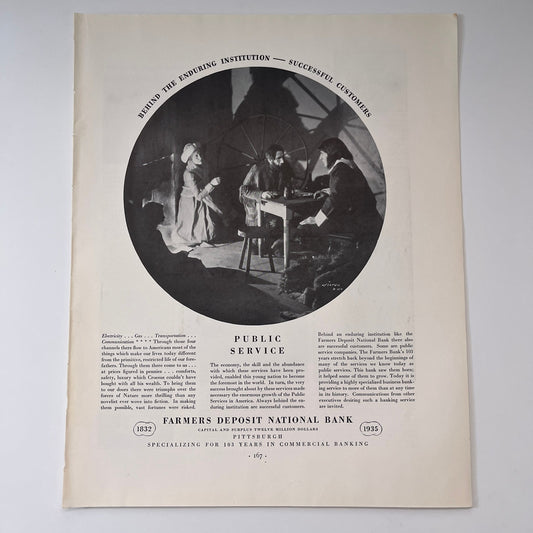 BEHIND THE ENDURING INSTITUTION — SUCCESSFUL CUSTOMERS
Electricity . . . Gas . . . Transportation . . .
Communication * * * * Through these four
channels there flow to Americans most of the
things which make our lives today different
from the primitive, restricted life of our fore-
fathers. Through them there come to us . . .
at prices figured in pennies . . . comforts,
safety, luxury which Croesus couldn't have
bought with all his wealth. To bring them
to our doors there were triumphs over the
forces of Nature more thrilling than any
novelist ever wove into fiction. In making
them possible, vast fortunes were risked.
PUBLIC
SERVICE
The economy, the skill and the abundance
with which these services have been pro-
vided, enabled this young nation to become
the foremost in the world. In turn, the very
success brought about by these services made
necessary the enormous growth of the Public
Services in America. Always behind the en-
during institution are successful customers.
Behind an enduring institution like the
Farmers Deposit National Bank there also
are successful customers. Some are public
service companies. The Farmers Bank's 103
years stretch back beyond the beginnings of
many of the services we know today as
public services. This bank saw them born;
it helped some of them to grow. Today it is
providing a highly specialized business bank-
ing service to more of them than at any time
in its history. Communications from other
executives desiring such a banking service
are invited.
1832
FARMERS DEPOSIT NATIONAL BANK
1935
CAPITAL AND SURPLUS TWELVE MILLION DOLLARS
PITTSBURGH
SPECIALIZING FOR 103 YEARS IN COMMERCIAL BANKING
· 167 ·